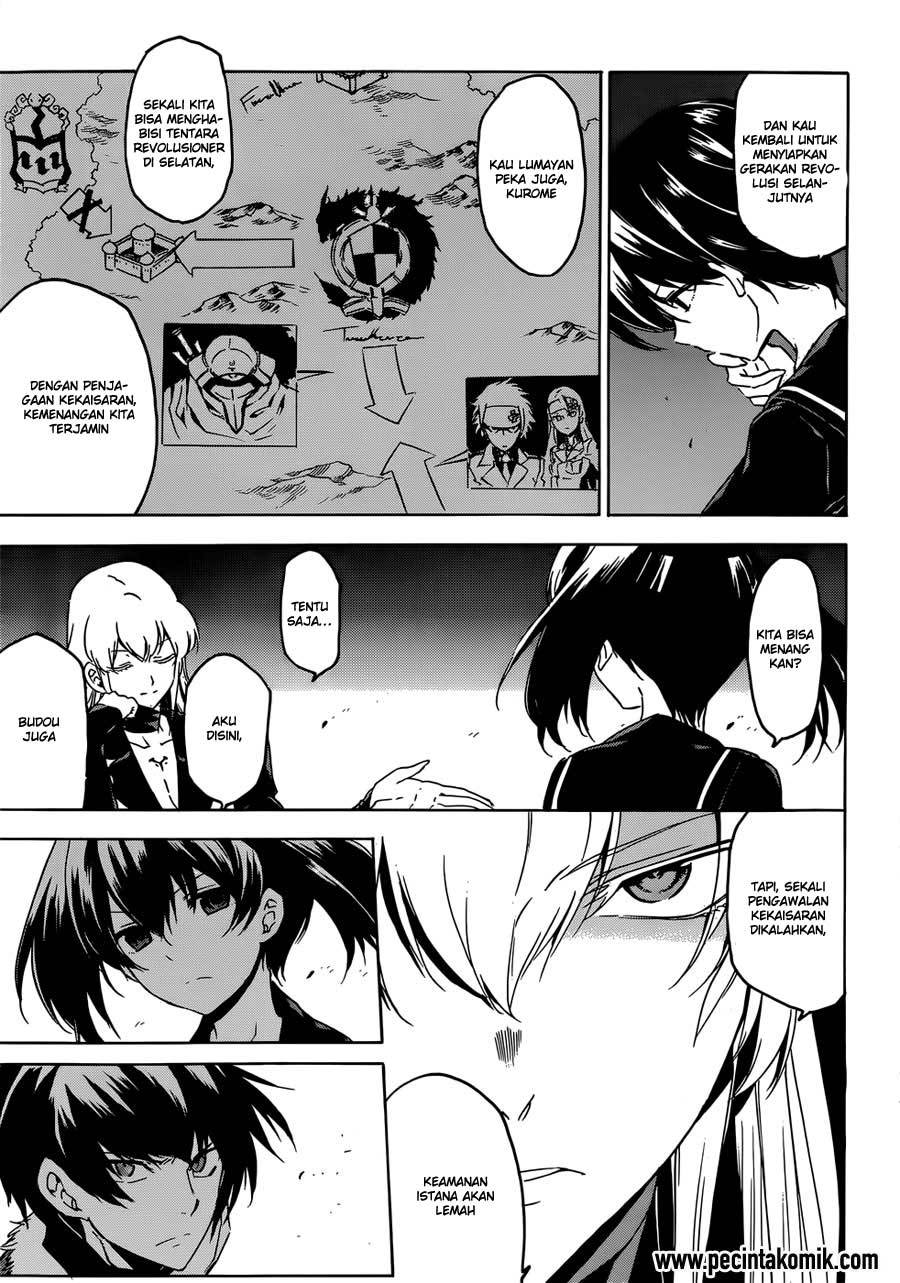 DAN KAU
KEMBALI UNTUK
MENYIAPKAN
GERAKAN REVO-
LUSI SELAN-
JUTNYA
KAU LUMAYAN
PEKA JUGA,
KUROME
SEKALI KITA
BISA MENGHA-
BISI TENTARA
REVOLUSIONER
DI SELATAN,
DENGAN PENJA-
GAAN KEKAISARAN,
KEMENANGAN KITA
TERJAMIN
KITA BISA
MENANG
KAN?
TENTU
SAJA...
AKU
DISINI,
BUDOU
JUGA
TAPI, SEKALI
PENGAWALAN
KEKAISARAN
DIKALAHKAN,
KEAMANAN
ISTANA AKAN
LEMAH
www.pecintakomik.com